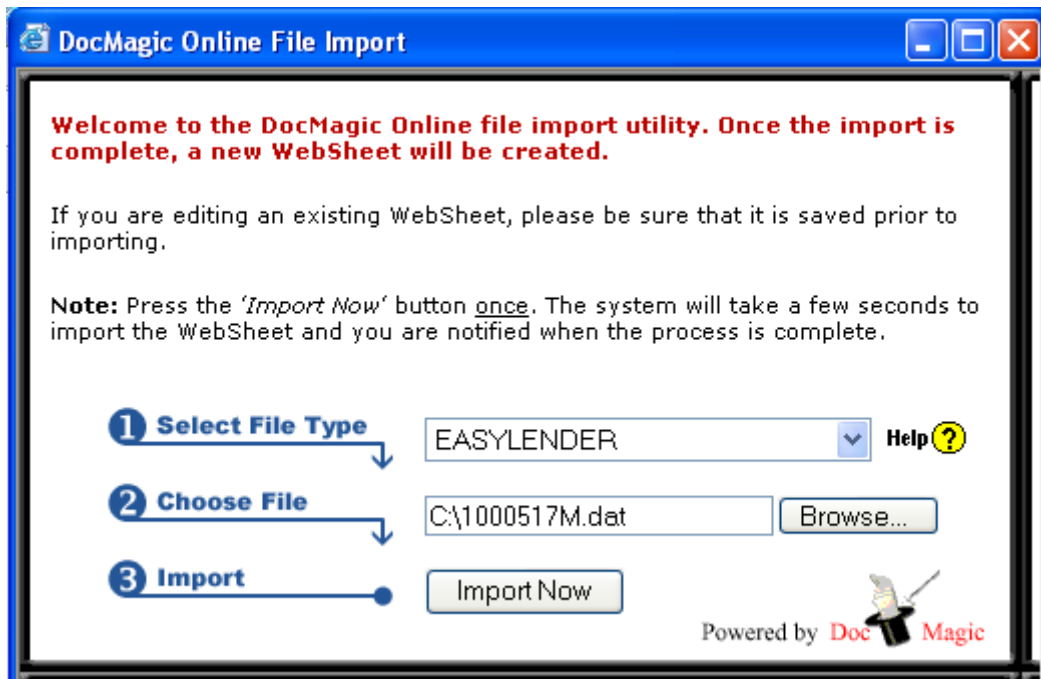 DocMagic Online File Import
Welcome to the DocMagic Online file import utility. Once the import is
complete, a new WebSheet will be created.
If you are editing an existing WebSheet, please be sure that it is saved prior to
importing.
Note: Press the 'Import Now' button once. The system will take a few seconds to
import the WebSheet and you are notified when the process is complete.
1 Select File Type
EASYLENDER
Help ?
2 Choose File
C:\1000517M.dat
Browse...
3 Import
Import Now
Powered by Doc Magic